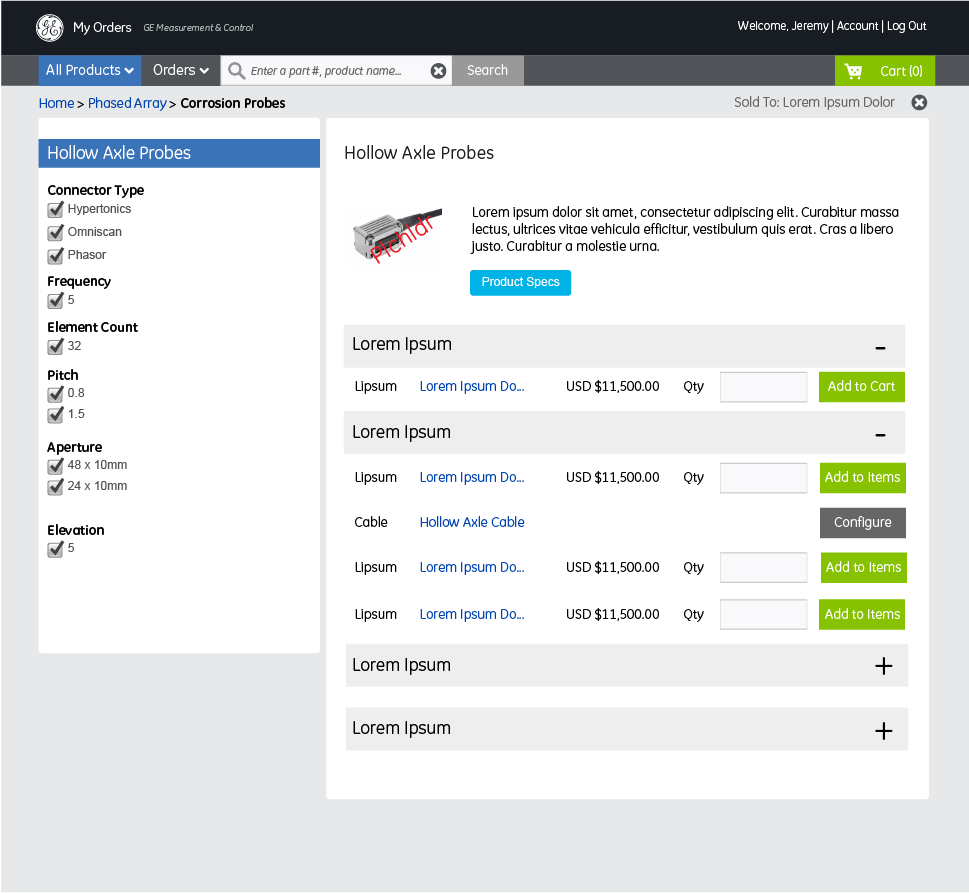 My Orders GE Measurement & Control Welcome, Jeremy | Account | Log Out
All Products Orders Enter a part #, product name... Search Cart (0)
Home > Phased Array > Corrosion Probes Sold To: Lorem Ipsum Dolor
Hollow Axle Probes
Connector Type
Hypertonics
Omniscan
Phasor
Frequency
5
Element Count
32
Pitch
0.8
1.5
Aperture
48 x 10mm
24 x 10mm
Elevation
5
Hollow Axle Probes
Plchldr
Lorem ipsum dolor sit amet, consectetur adipiscing elit. Curabitur massa
lectus, ultrices vitae vehicula efficitur, vestibulum quis erat. Cras a libero
justo. Curabitur a molestie urna.
Product Specs
Lorem Ipsum
Lipsum Lorem Ipsum Do... USD $11,500.00 Qty Add to Cart
Lorem Ipsum
Lipsum Lorem Ipsum Do... USD $11,500.00 Qty Add to Items
Cable Hollow Axle Cable Configure
Lipsum Lorem Ipsum Do... USD $11,500.00 Qty Add to Items
Lipsum Lorem Ipsum Do... USD $11,500.00 Qty Add to Items
Lorem Ipsum
Lorem Ipsum